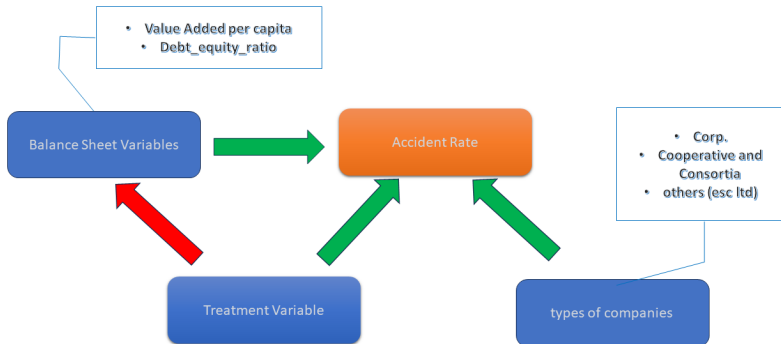 • Value Added per capita
• Debt_equity_ratio
Balance Sheet Variables
Accident Rate
• Corp.
• Cooperative and
Consortia
• others (esc ltd)
Treatment Variable
types of companies